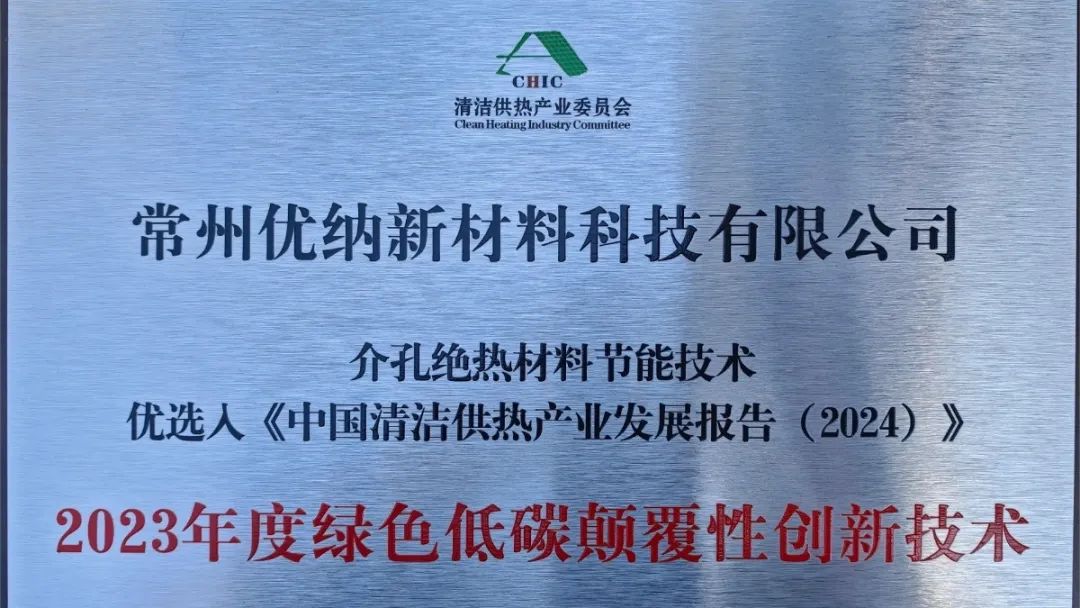 CHIC
清洁供热产业委员会
Clean Heating Industry Committee
常州优纳新材料科技有限公司
介孔绝热材料节能技术
优选入《中国清洁供热产业发展报告（2024）》
2023年度绿色低碳颠覆性创新技术